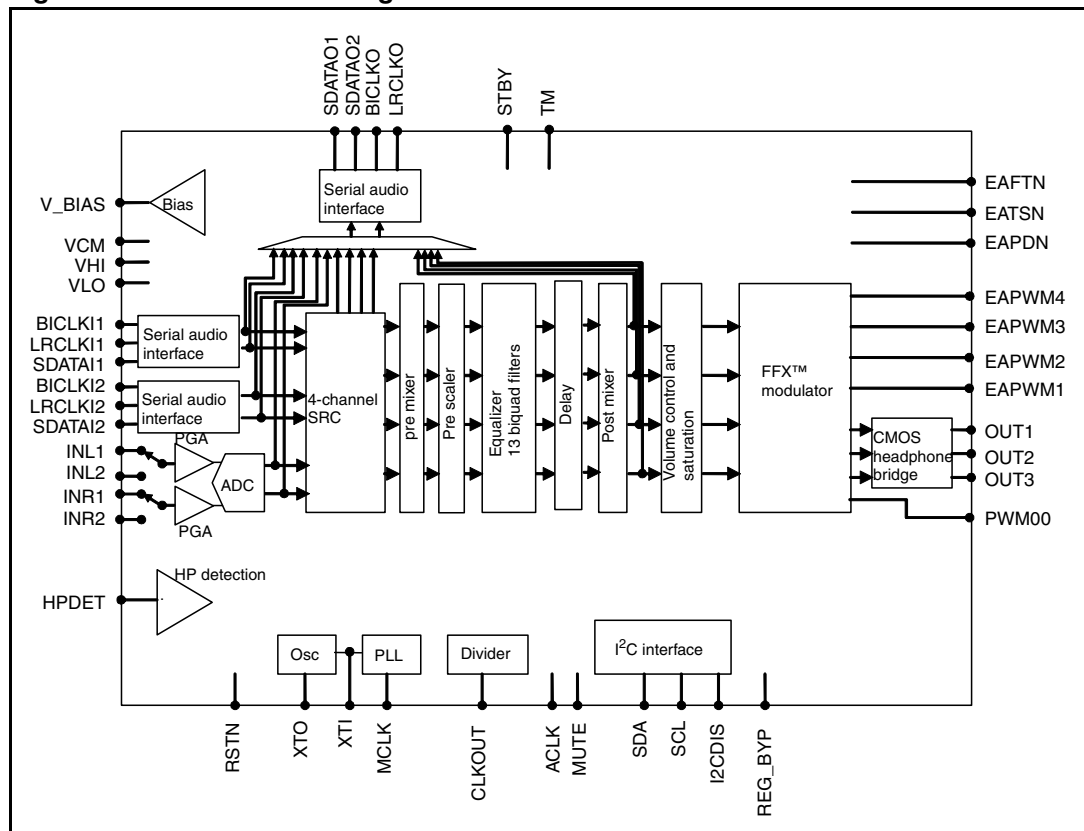 SDATAO1
SDATAO2
BICLKO
LRCLKO
STBY
TM
Serial audio
interface
V_BIAS
Bias
VCM
VHI
VLO
BICLKI1
LRCLKI1
SDATAI1
Serial audio
interface
BICLKI2
LRCLKI2
SDATAI2
Serial audio
interface
INL1
INL2
INR1
INR2
PGA
PGA
ADC
4-channel
SRC
pre mixer
Pre scaler
Equalizer
13 biquad filters
Delay
Post mixer
Volume control and
saturation
FFX™
modulator
CMOS
headphone
bridge
EAFTN
EATSN
EAPDN
EAPWM4
EAPWM3
EAPWM2
EAPWM1
OUT1
OUT2
OUT3
PWM00
HP detection
HPDET
Osc
PLL
Divider
I2C interface
RSTN
XTO
XTI
MCLK
CLKOUT
ACLK
MUTE
SDA
SCL
I2CDIS
REG_BYP